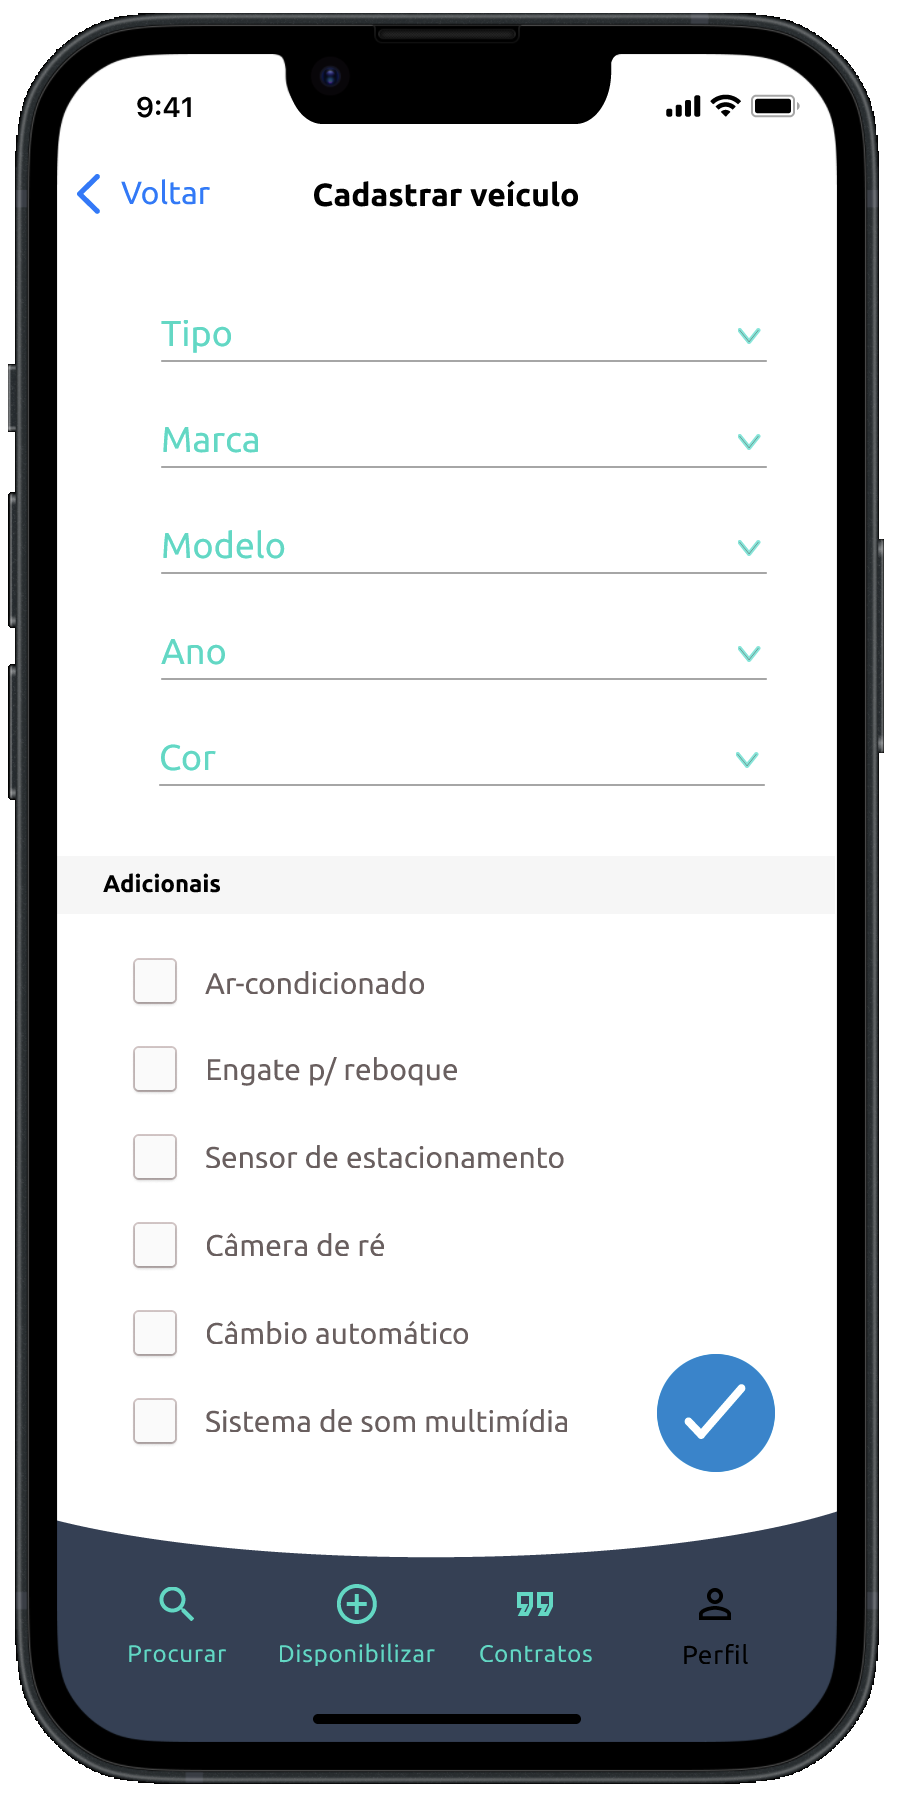 9:41
Voltar
Cadastrar veículo
Tipo
Marca
Modelo
Ano
Cor
Adicionais
Ar-condicionado
Engate p/ reboque
Sensor de estacionamento
Câmera de ré
Câmbio automático
Sistema de som multimídia
Procurar
Disponibilizar
Contratos
Perfil